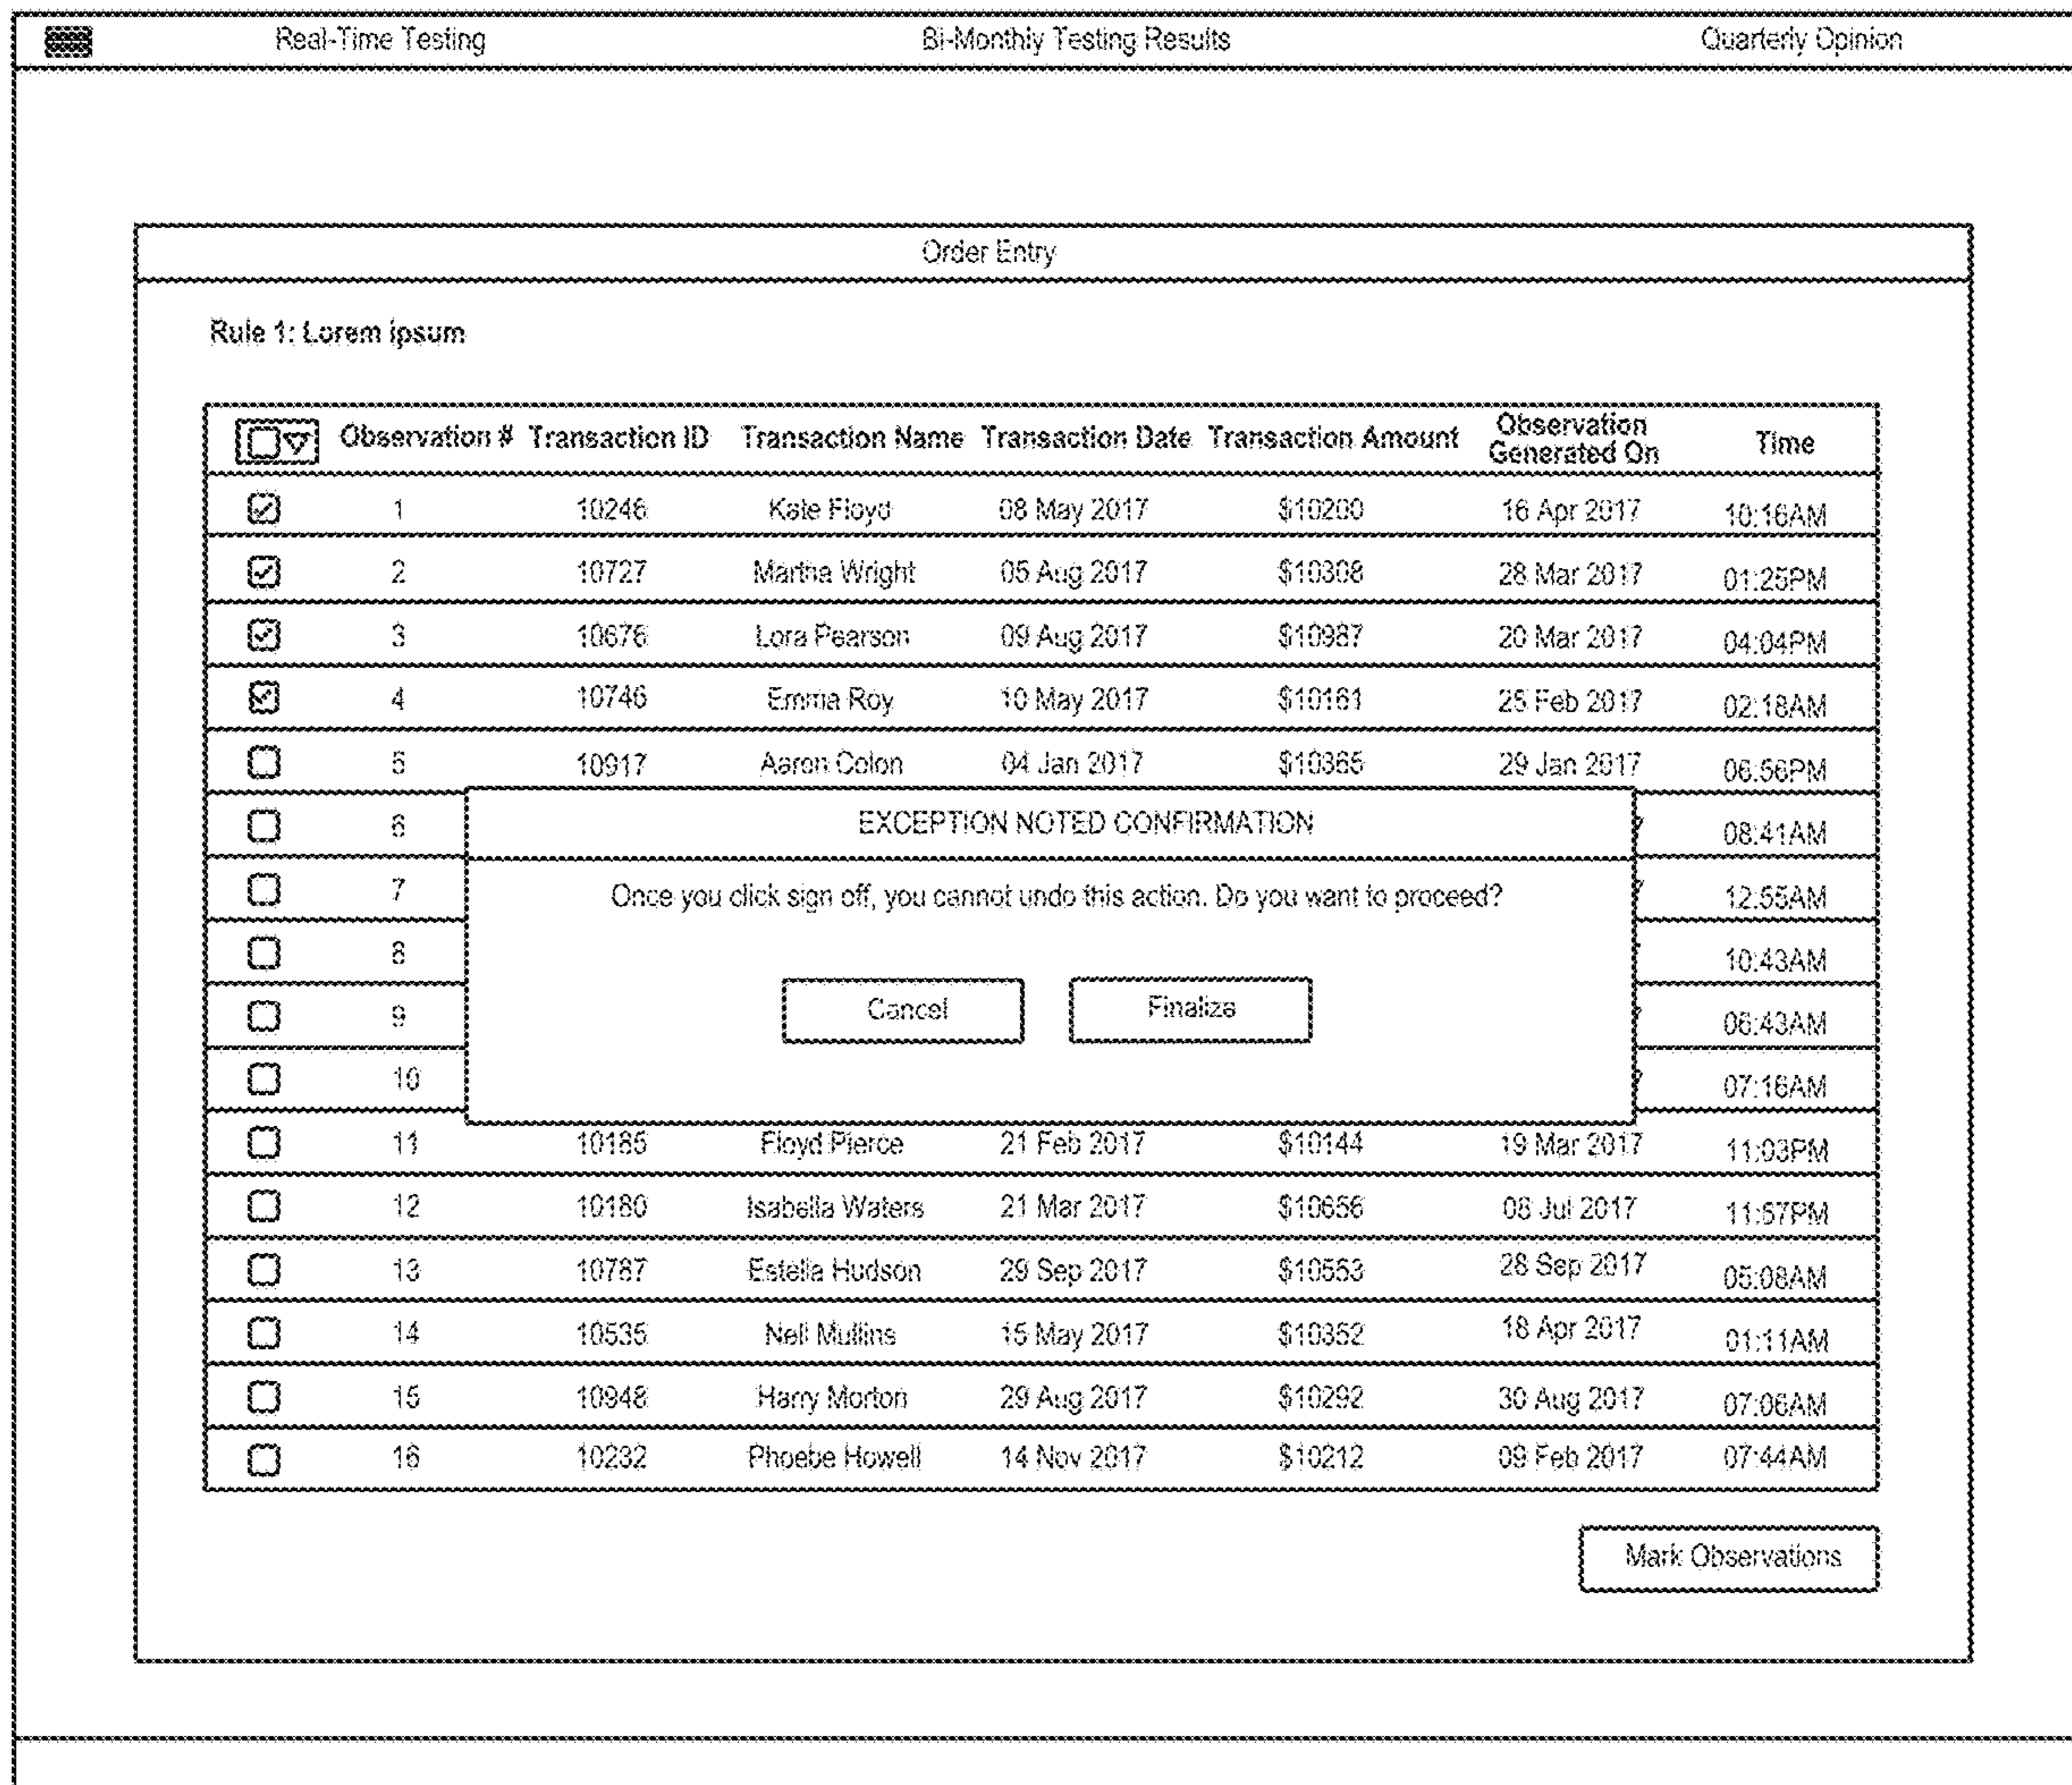 Real-Time Testing Bi-Monthly Testing Results Quarterly Opinion
Order Entry
Rule 1: Lorem ipsum
Observation # Transaction ID Transaction Name Transaction Date Transaction Amount Observation Generated On Time
1 10246 Kate Floyd 08 May 2017 $10200 16 Apr 2017 10:16AM
2 10727 Martha Wright 05 Aug 2017 $10308 28 Mar 2017 01:25PM
3 10676 Lora Pearson 09 Aug 2017 $10987 20 Mar 2017 04:04PM
4 10746 Emma Roy 10 May 2017 $10161 25 Feb 2017 02:18AM
5 10917 Aaron Colon 04 Jan 2017 $10365 29 Jan 2017 06:56PM
6 08:41AM
EXCEPTION NOTED CONFIRMATION
7 12:55AM
Once you click sign off, you cannot undo this action. Do you want to proceed?
8 10:43AM
9 06:43AM
Cancel Finalize
10 07:16AM
11 10185 Floyd Pierce 21 Feb 2017 $10144 19 Mar 2017 11:03PM
12 10180 Isabella Waters 21 Mar 2017 $10656 08 Jul 2017 11:57PM
13 10787 Estella Hudson 29 Sep 2017 $10553 28 Sep 2017 05:08AM
14 10535 Nell Mullins 15 May 2017 $10352 18 Apr 2017 01:11AM
15 10948 Harry Morton 29 Aug 2017 $10292 30 Aug 2017 07:06AM
16 10232 Phoebe Howell 14 Nov 2017 $10212 09 Feb 2017 07:44AM
Mark Observations